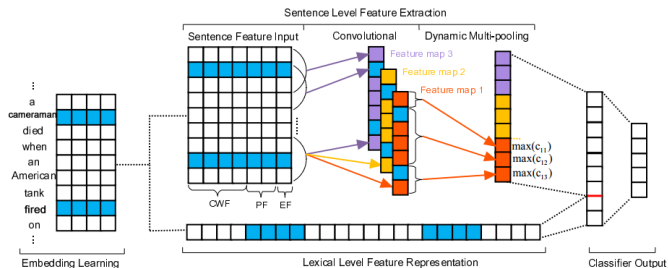 Sentence Level Feature Extraction
Sentence Feature Input
Convolutional
Dynamic Multi-pooling
Feature map 3
Feature map 2
Feature map 1
...
a
cameraman
died
when
an
American
tank
fired
on
...
...
CWF
PF
EF
...
max(c11)
max(c12)
max(c13)
Embedding Learning
Lexical Level Feature Representation
Classifier Output